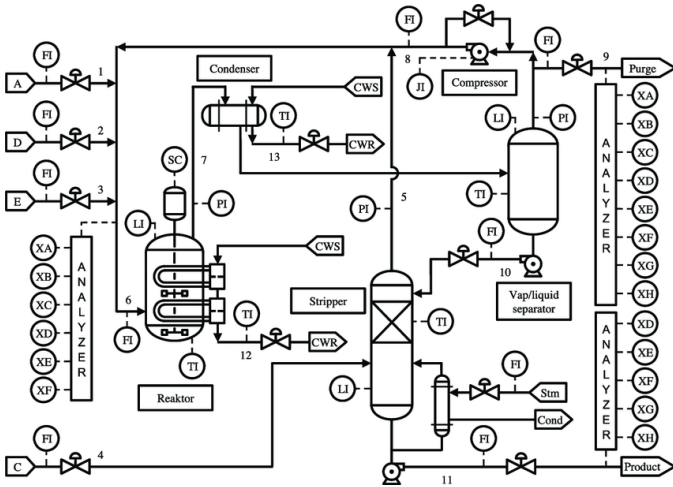 FI
8
FI
9
Purge
FI
1
A
Condenser
CWS
JI
Compressor
XA
LI
PI
XB
FI
2
D
TI
13
CWR
7
SC
XC
XD
ANALYZER
XE
XF
XG
XH
FI
3
E
PI
5
PI
TI
LI
CWS
FI
10
Vap/liquid
separator
XA
XB
XC
XD
XE
XF
ANALYZER
6
FI
TI
12
CWR
TI
Reaktor
Stripper
TI
LI
FI
Stm
Cond
XD
XE
XF
XG
XH
ANALYZER
FI
4
C
FI
11
Product